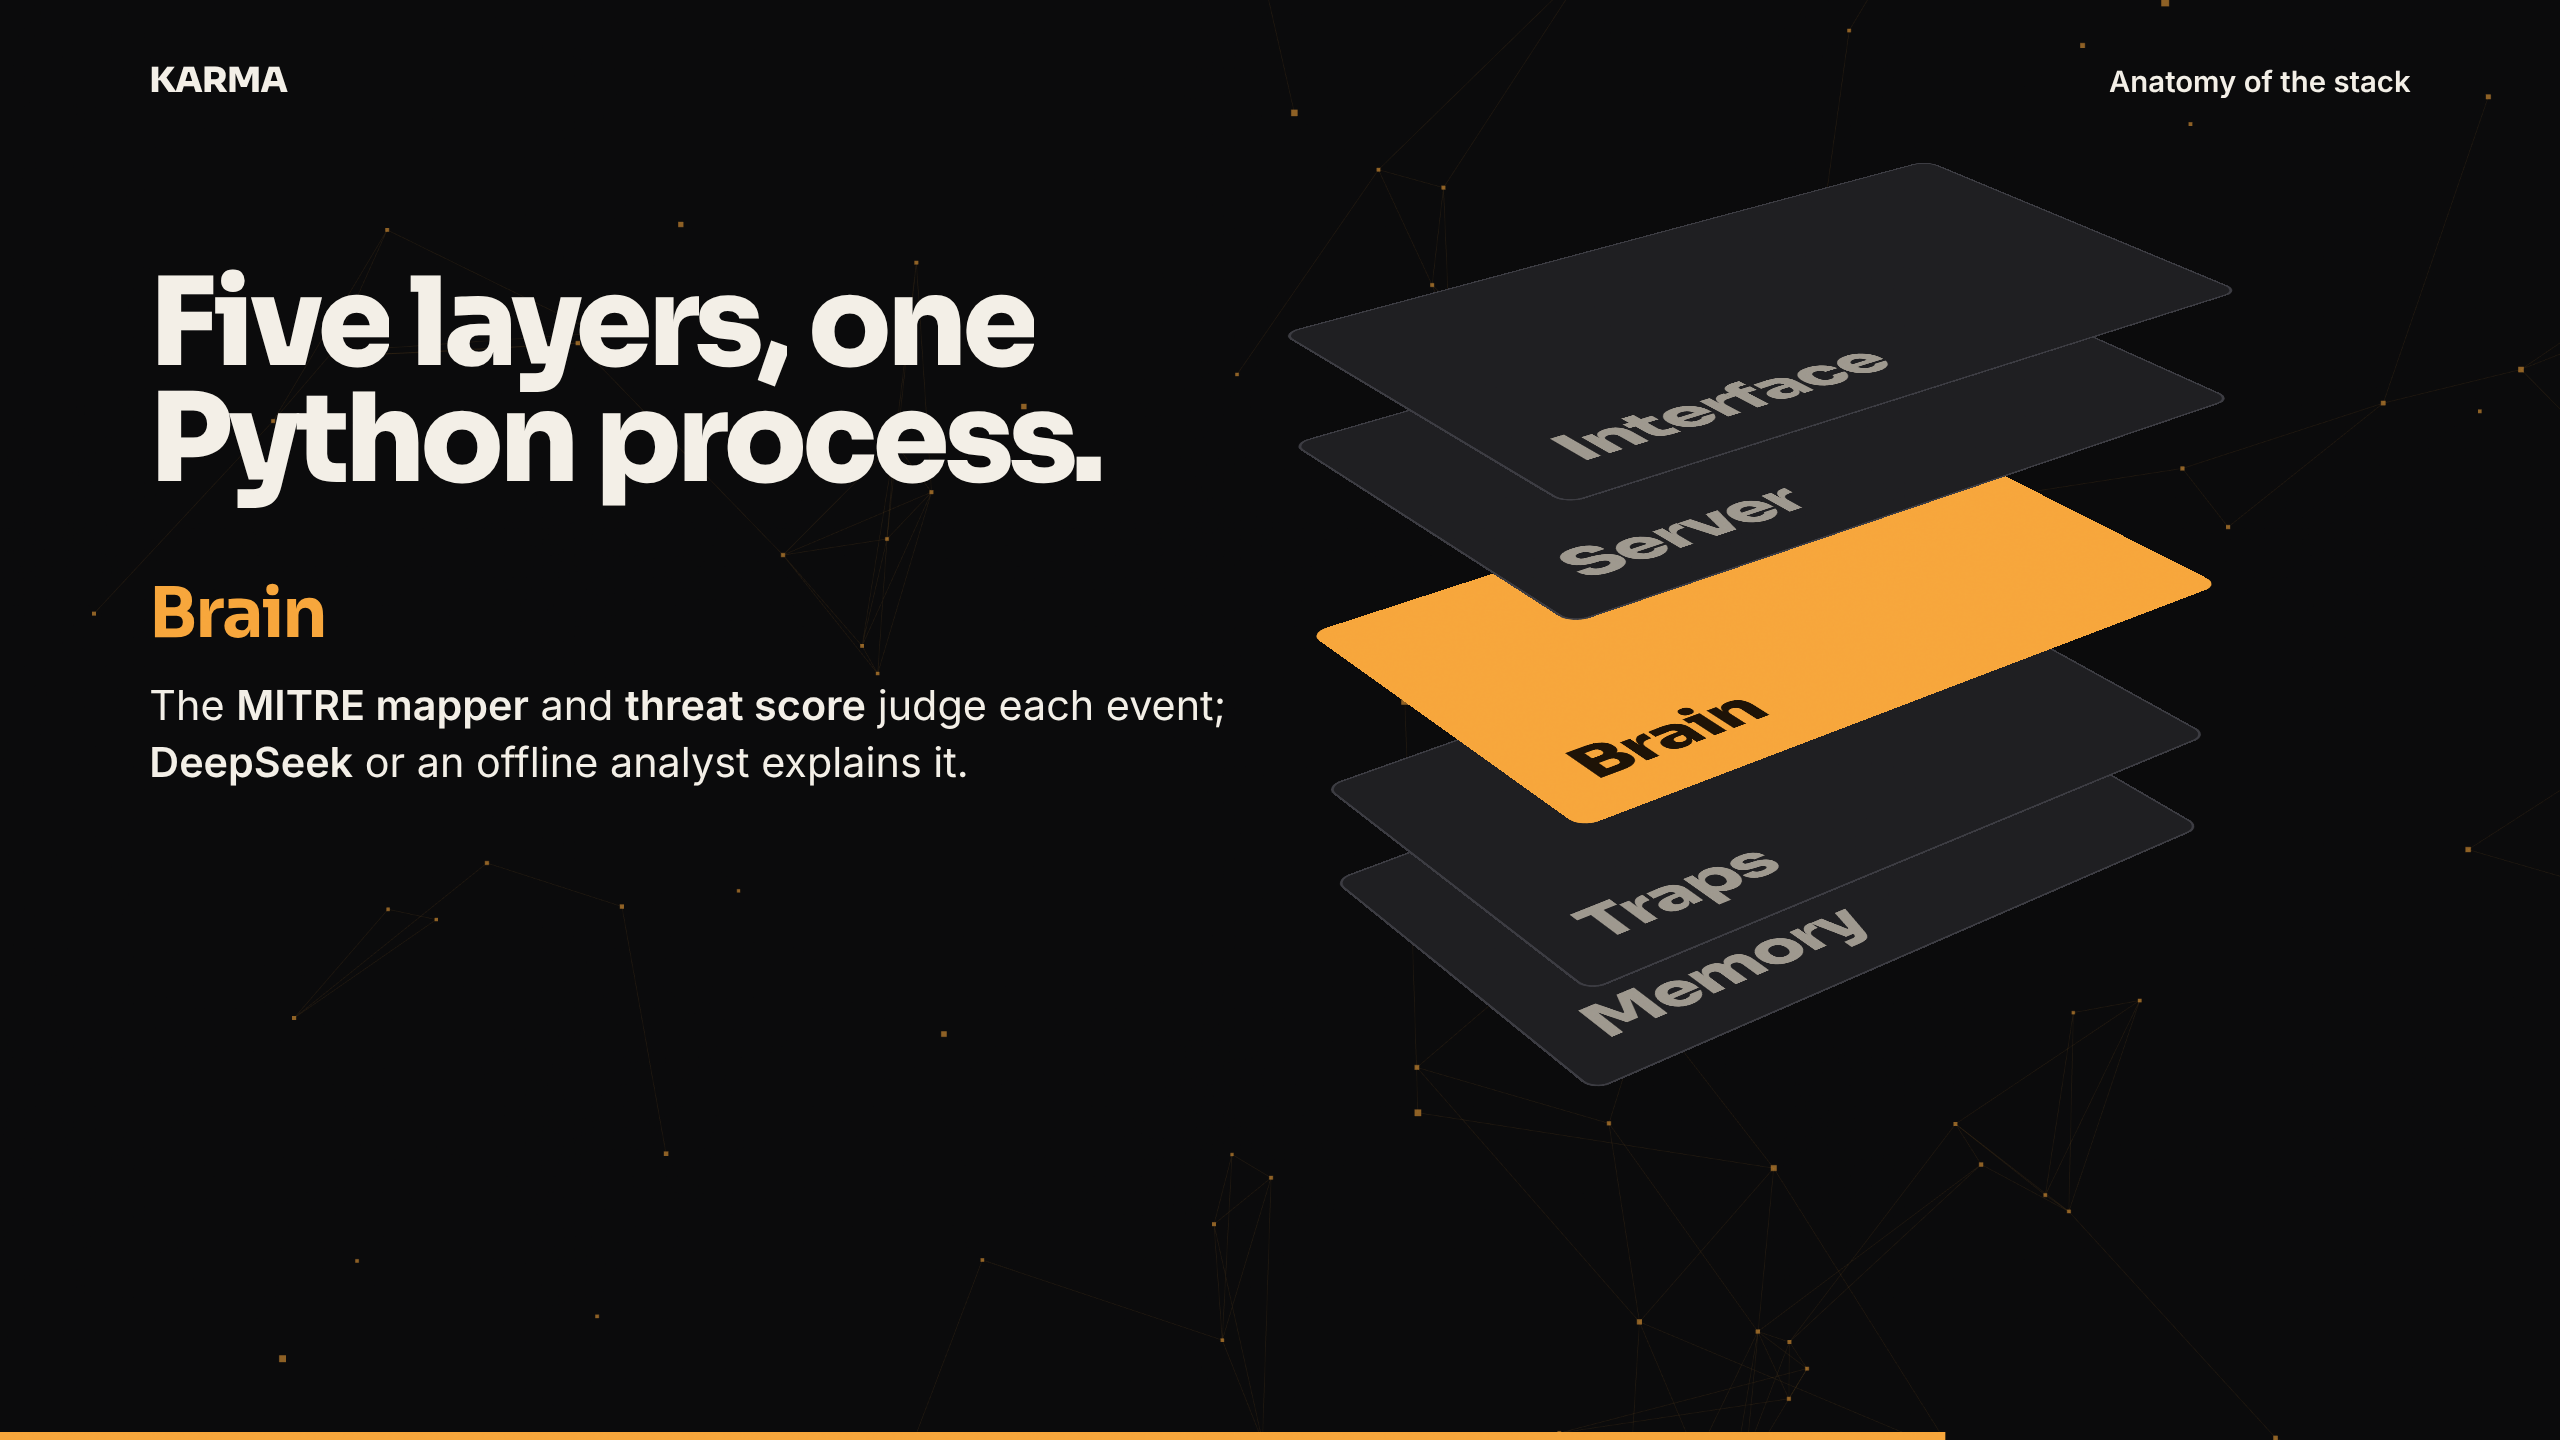 KARMA
Anatomy of the stack
Five layers, one
Python process.
Brain
The MITRE mapper and threat score judge each event;
DeepSeek or an offline analyst explains it.
Interface
Server
Brain
Traps
Memory